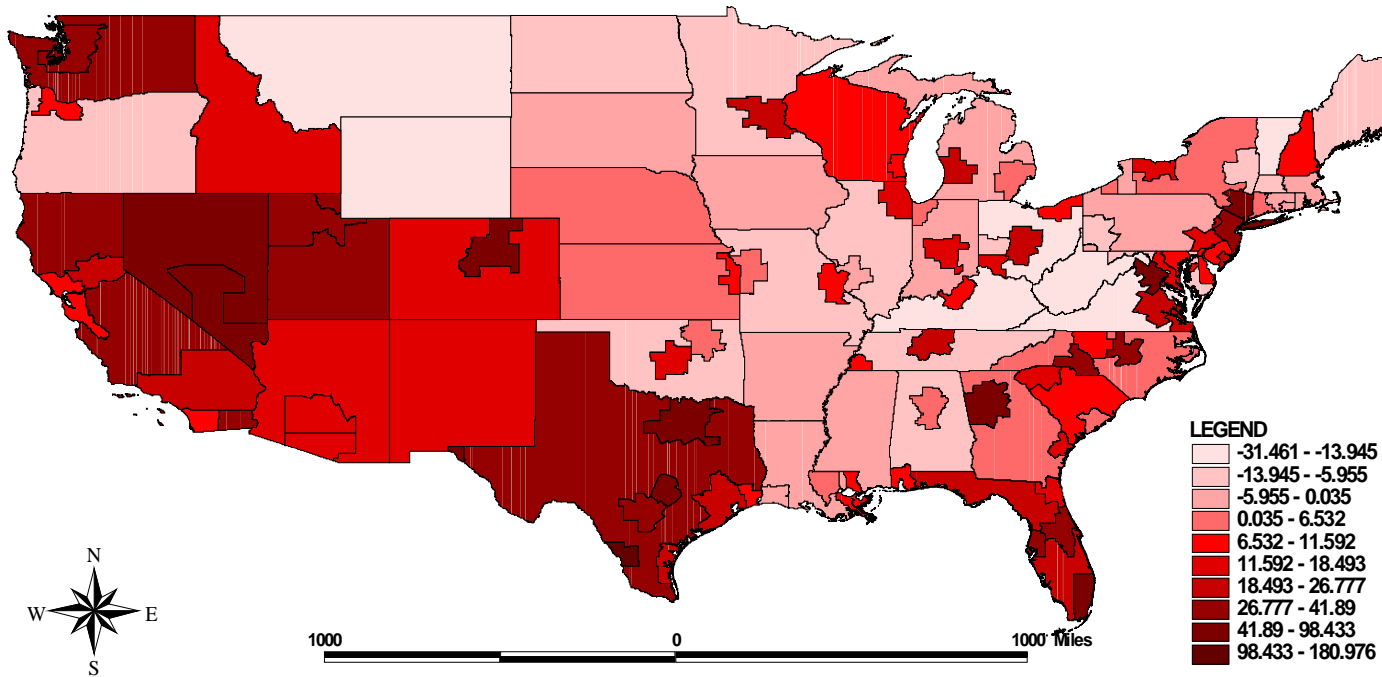 LEGEND
-31.461 - -13.945
-13.945 - -5.955
-5.955 - 0.035
0.035 - 6.532
6.532 - 11.592
11.592 - 18.493
18.493 - 26.777
26.777 - 41.89
41.89 - 98.433
98.433 - 180.976
N
W E
S
1000 0 1000 Miles